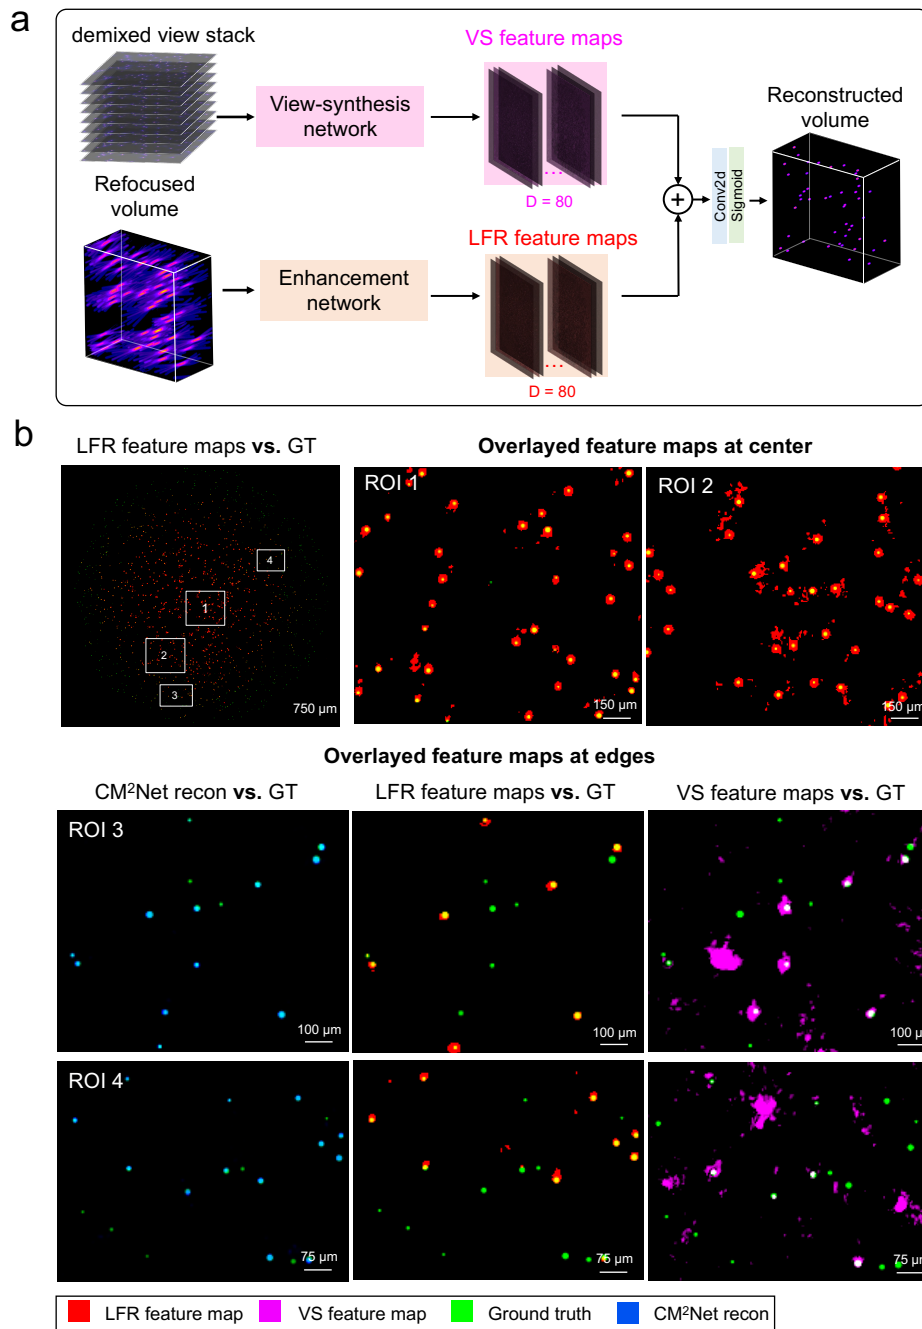 a
demixed view stack
View-synthesis
network
VS feature maps
...
D = 80
Reconstructed
volume
Refocused
volume
Enhancement
network
LFR feature maps
...
D = 80
+
Conv2d
Sigmoid
b
LFR feature maps vs. GT
Overlayed feature maps at center
4
1
2
3
750 µm
ROI 1
150 µm
ROI 2
150 µm
Overlayed feature maps at edges
CM²Net recon vs. GT
LFR feature maps vs. GT
VS feature maps vs. GT
ROI 3
100 µm
100 µm
100 µm
ROI 4
75 µm
75 µm
75 µm
LFR feature map
VS feature map
Ground truth
CM²Net recon